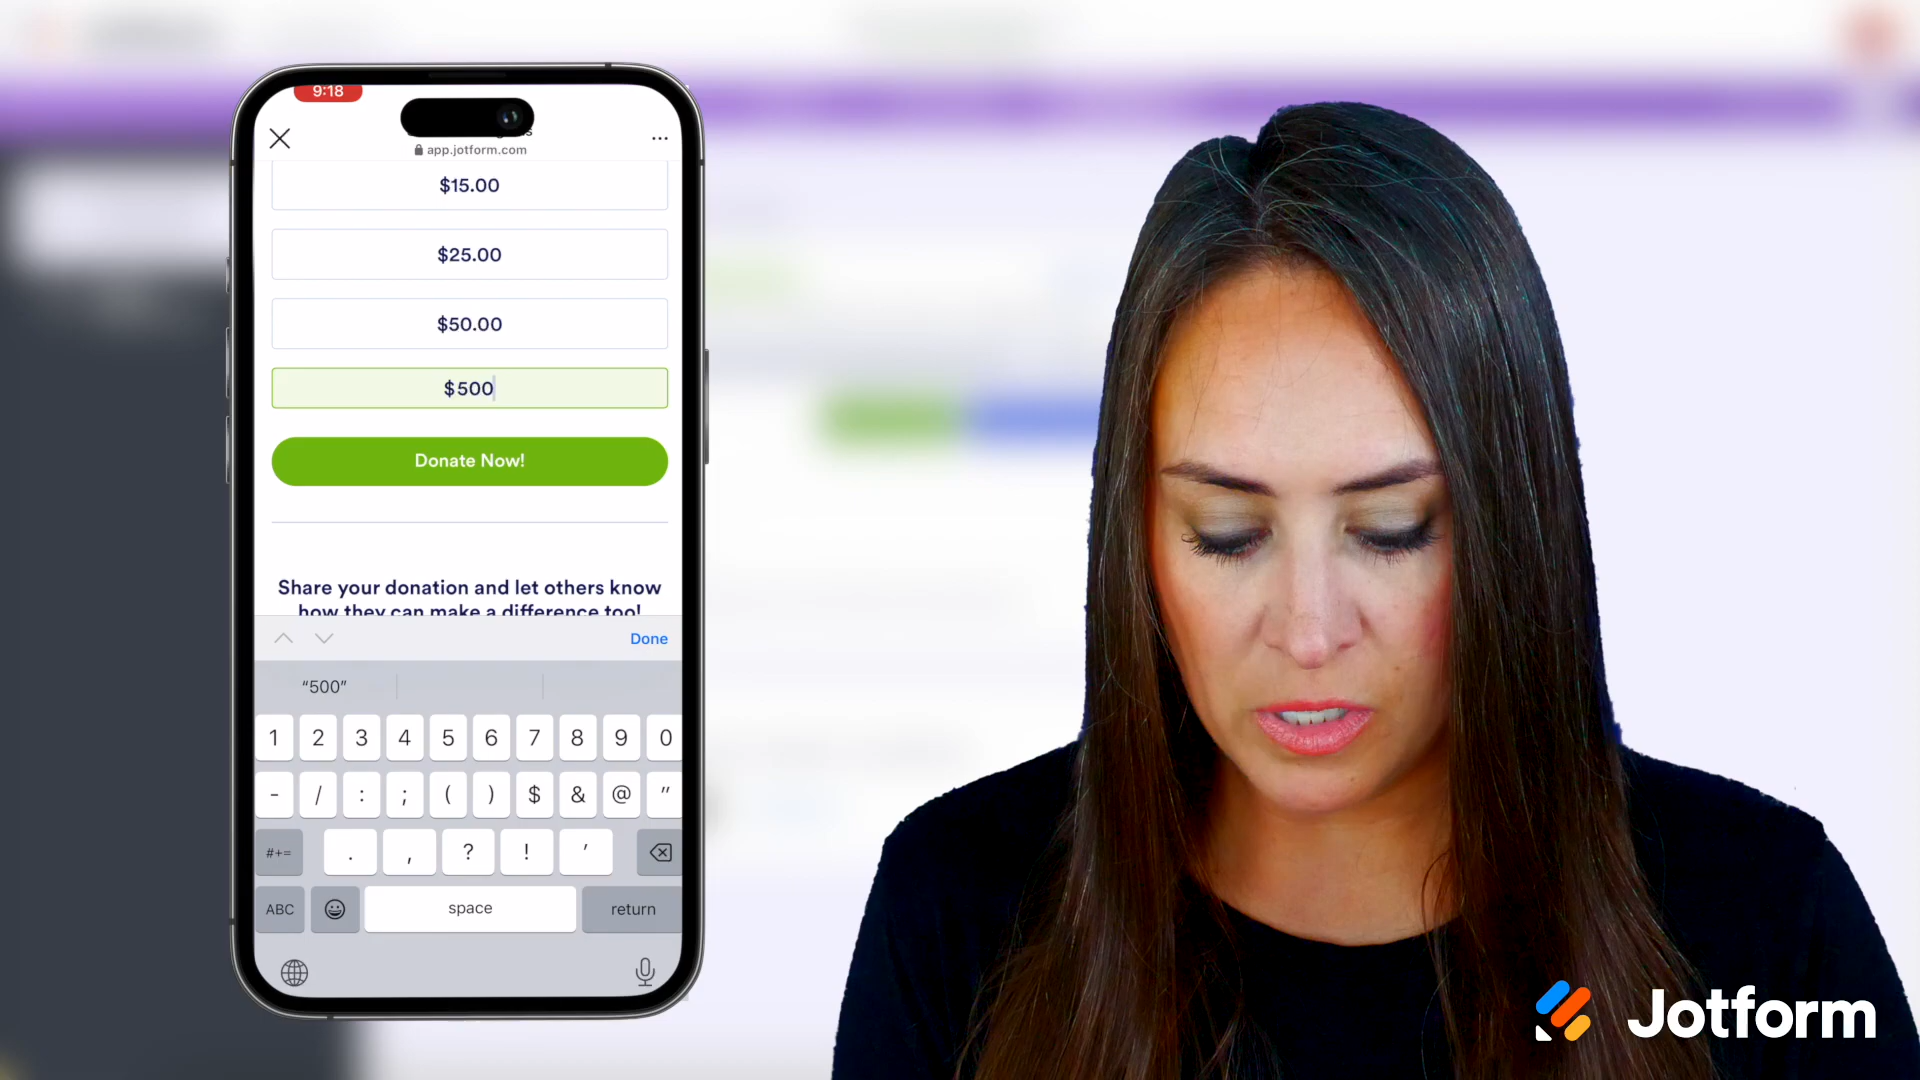 9:18
app.jotform.com
$15.00
$25.00
$50.00
$500
Donate Now!
Share your donation and let others know
how they can make a difference too!
Done
“500”
1 2 3 4 5 6 7 8 9 0
- / : ; ( ) $ & @ "
#+= . , ? ! ’
ABC space return
Jotform